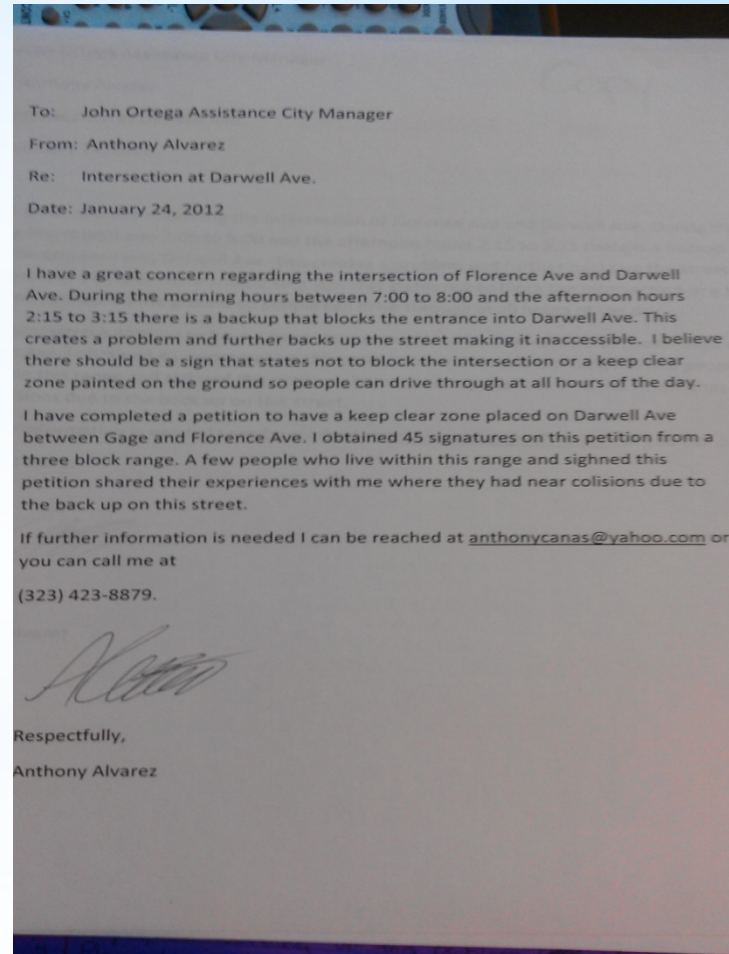 Copy
To: John Ortega Assistance City Manager
From: Anthony Alvarez
Re: Intersection at Darwell Ave.
Date: January 24, 2012
I have a great concern regarding the intersection of Florence Ave and Darwell
Ave. During the morning hours between 7:00 to 8:00 and the afternoon hours
2:15 to 3:15 there is a backup that blocks the entrance into Darwell Ave. This
creates a problem and further backs up the street making it inaccessible. I believe
there should be a sign that states not to block the intersection or a keep clear
zone painted on the ground so people can drive through at all hours of the day.
I have completed a petition to have a keep clear zone placed on Darwell Ave
between Gage and Florence Ave. I obtained 45 signatures on this petition from a
three block range. A few people who live within this range and sighned this
petition shared their experiences with me where they had near colisions due to
the back up on this street.
If further information is needed I can be reached at anthonycanas@yahoo.com or
you can call me at
(323) 423-8879.
Respectfully,
Anthony Alvarez